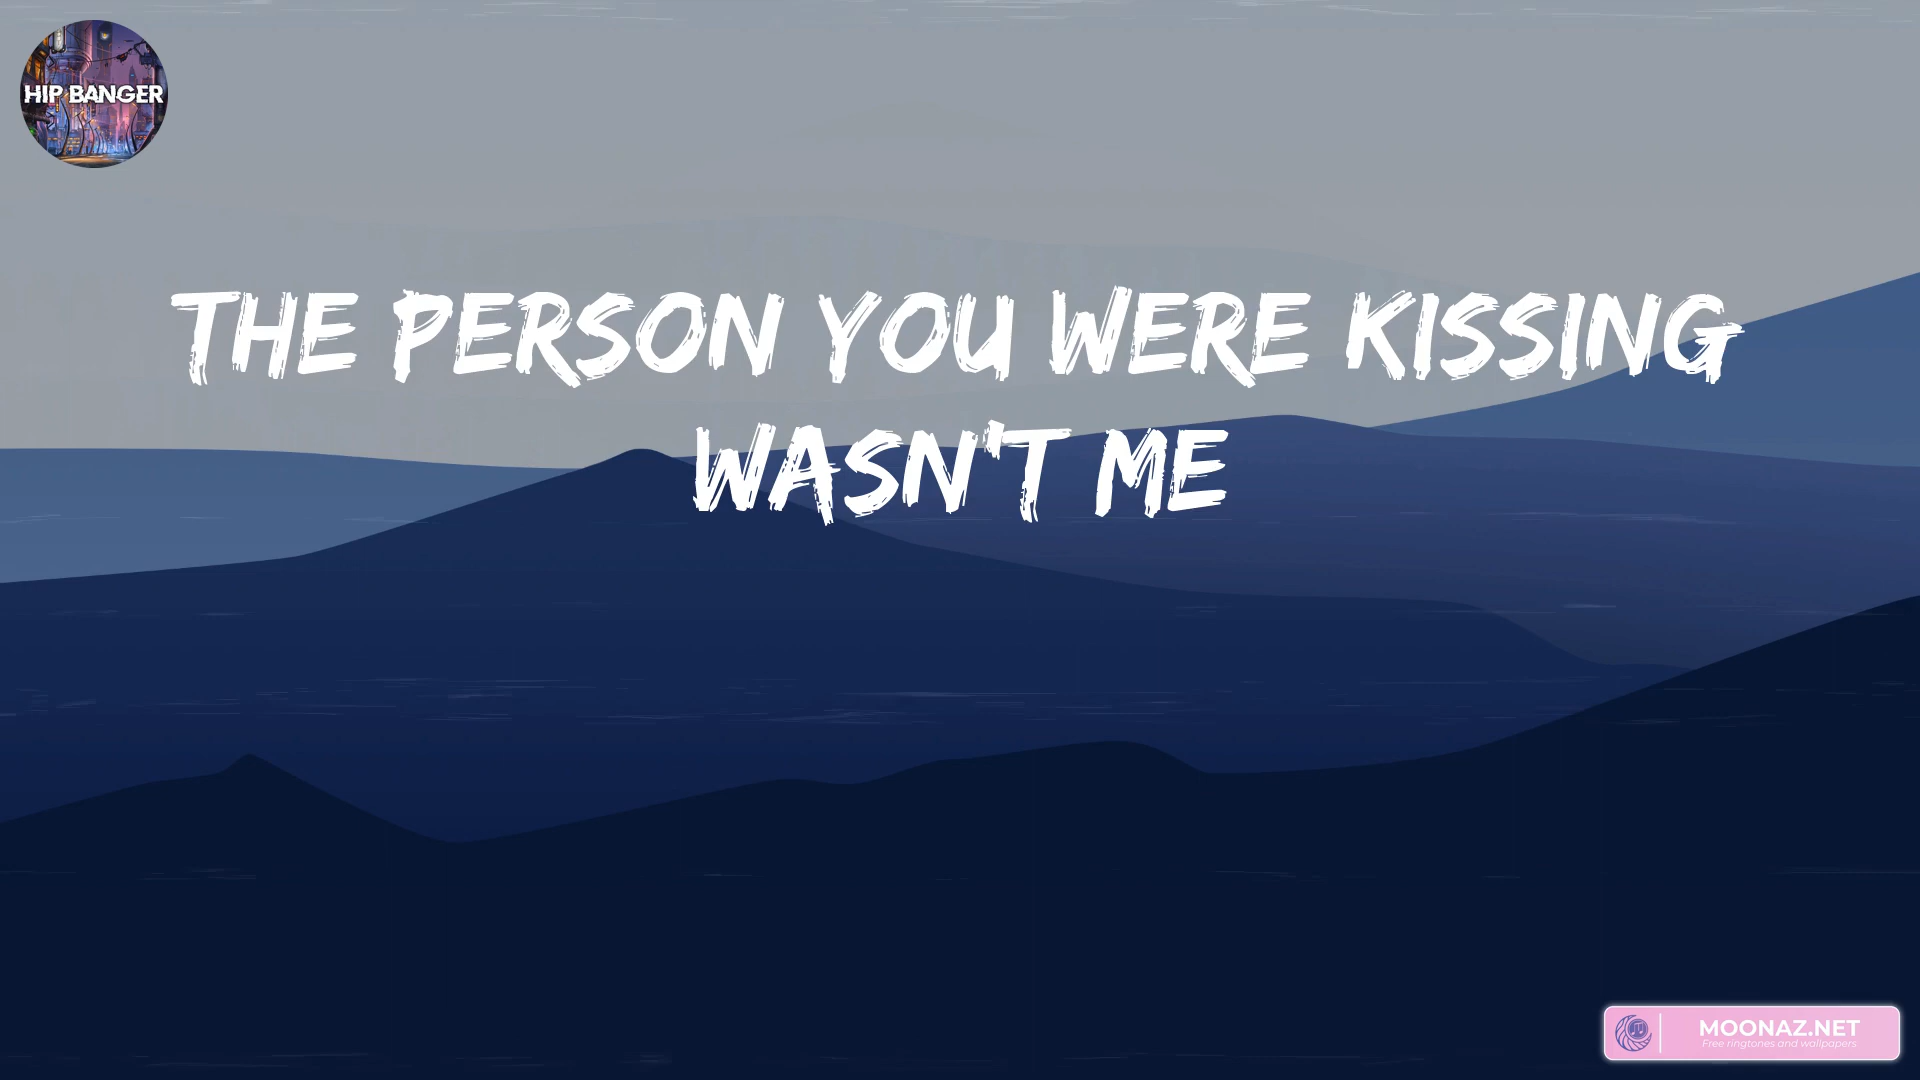 HIP BANGER
THE PERSON YOU WERE KISSING
WASN'T ME
MOONAZ.NET
Free ringtones and wallpapers